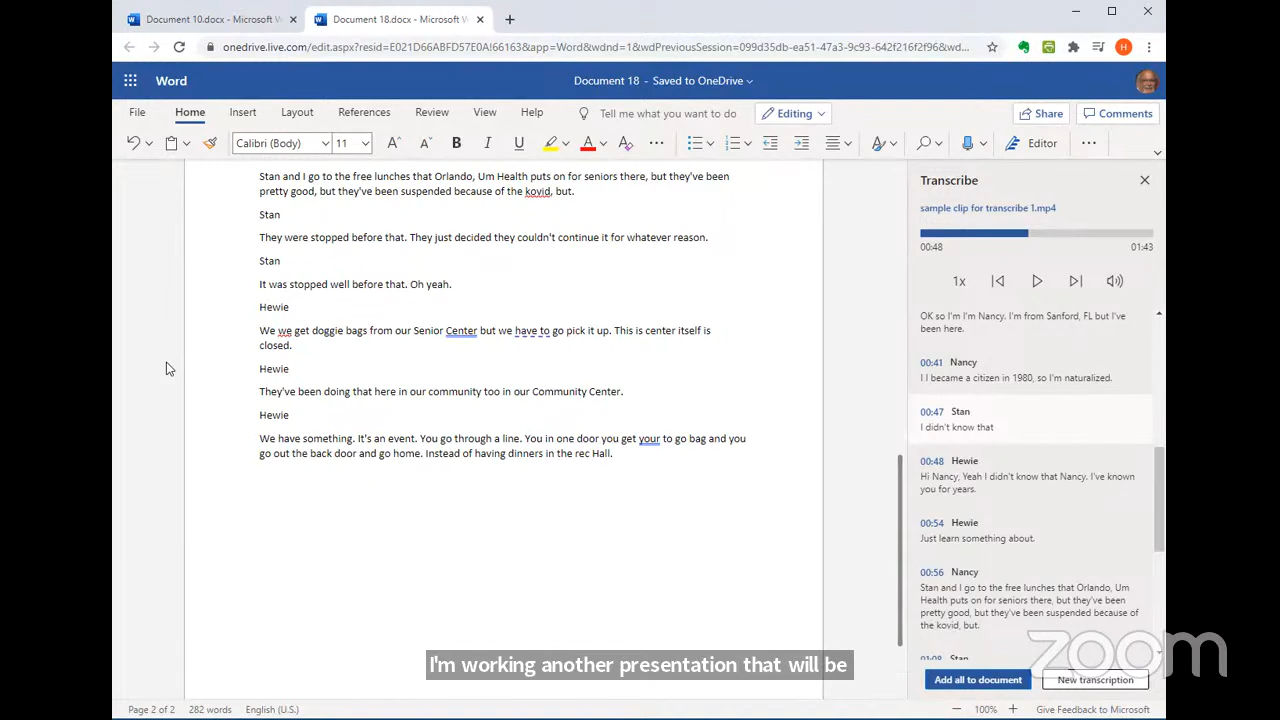 Document 10.docx - Microsoft W
Document 18.docx - Microsoft W
onedrive.live.com/edit.aspx?resid=E021D66ABFD57E0A!66163&app=Word&wdnd=1&wdPreviousSession=099d35db-ea51-47a3-9c93-642f216f2f96&wd...
H
Word
Document 18 - Saved to OneDrive
File Home Insert Layout References Review View Help Tell me what you want to do Editing Share Comments
Calibri (Body) 11 A A B I U A A Editor
Stan and I go to the free lunches that Orlando, Um Health puts on for seniors there, but they've been
pretty good, but they've been suspended because of the kovid, but.
Stan
They were stopped before that. They just decided they couldn't continue it for whatever reason.
Stan
It was stopped well before that. Oh yeah.
Hewie
We we get doggie bags from our Senior Center but we have to go pick it up. This is center itself is
closed.
Hewie
They've been doing that here in our community too in our Community Center.
Hewie
We have something. It's an event. You go through a line. You in one door you get your to go bag and you
go out the back door and go home. Instead of having dinners in the rec Hall.
Transcribe
sample clip for transcribe 1.mp4
00:48 01:43
1x
OK so I'm I'm Nancy. I'm from Sanford, FL but I've
been here.
00:41 Nancy
I I became a citizen in 1980, so I'm naturalized.
00:47 Stan
I didn't know that
00:48 Hewie
Hi Nancy, Yeah I didn't know that Nancy. I've known
you for years.
00:54 Hewie
Just learn something about.
00:56 Nancy
Stan and I go to the free lunches that Orlando, Um
Health puts on for seniors there, but they've been
pretty good, but they've been suspended because of
the kovid, but.
01:08 Stan
Add all to document New transcription
zoom
I'm working another presentation that will be
Page 2 of 2 282 words English (U.S.) 100% Give Feedback to Microsoft